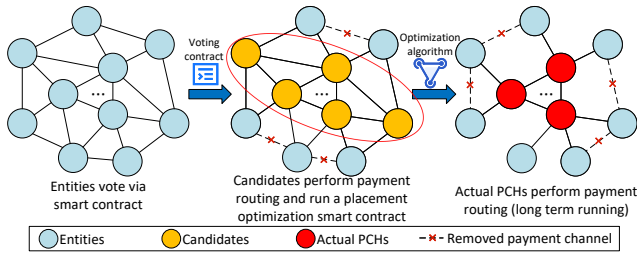 Voting
contract
Optimization
algorithm
...
...
...
Entities vote via
smart contract
Candidates perform payment
routing and run a placement
optimization smart contract
Actual PCHs perform payment
routing (long term running)
Entities
Candidates
Actual PCHs
Removed payment channel